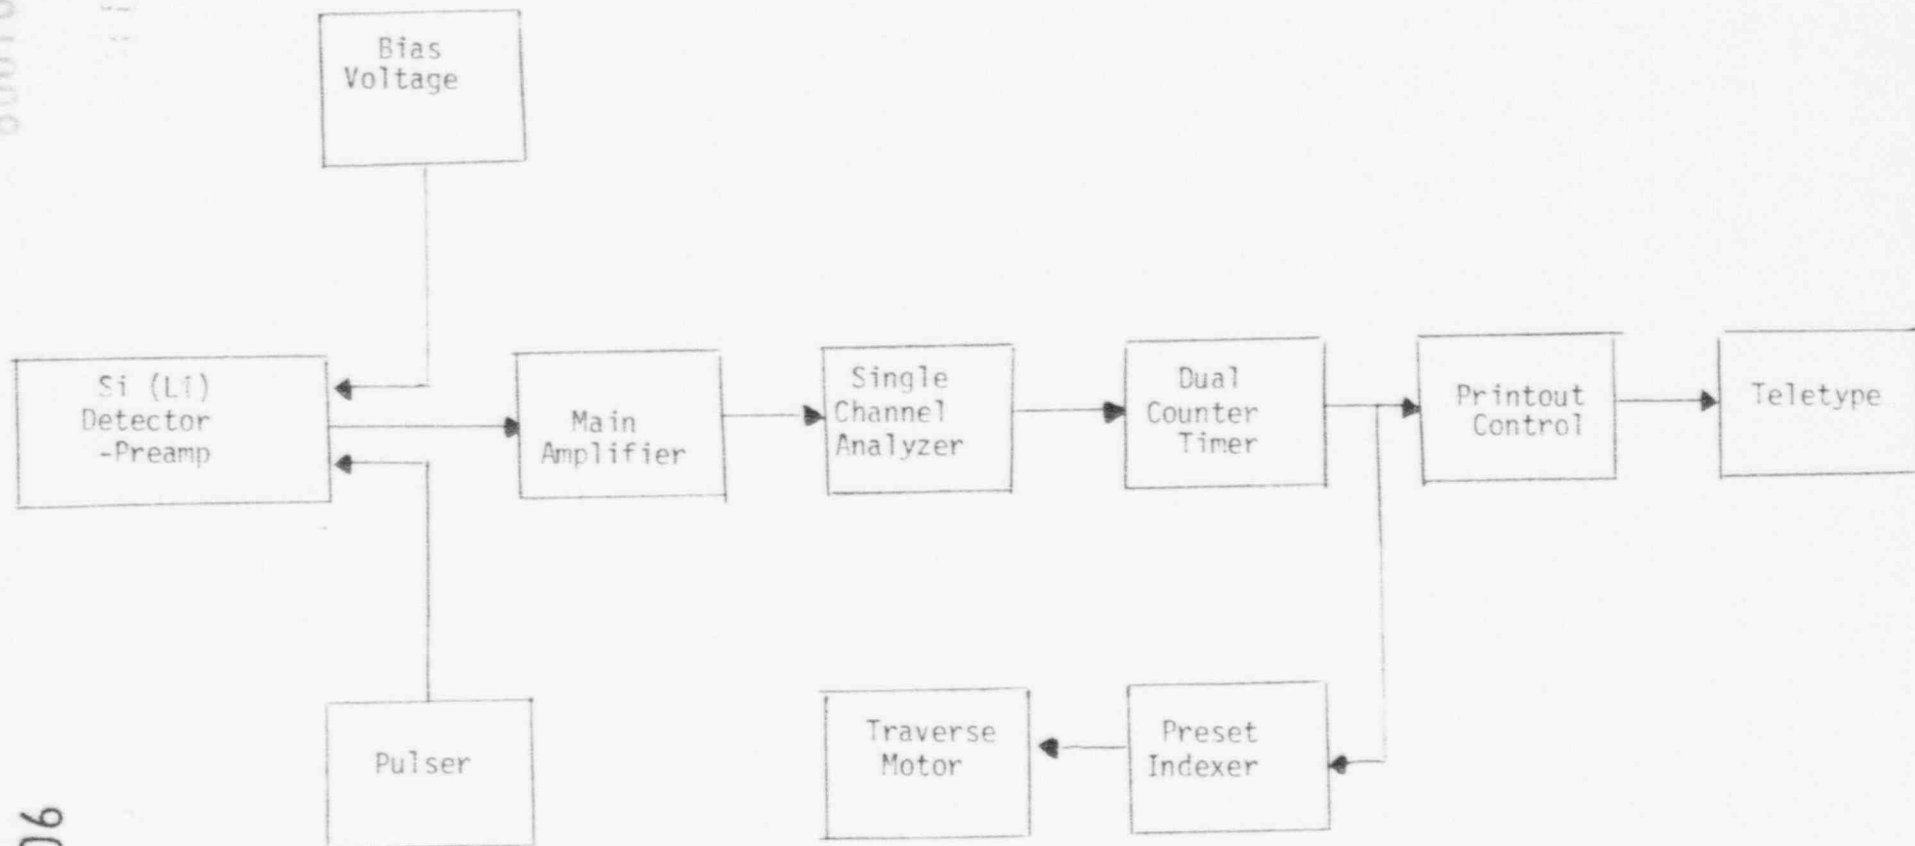 Bias
Voltage
Si (Li)
Detector
-Preamp
Main
Amplifier
Single
Channel
Analyzer
Dual
Counter
Timer
Printout
Control
Teletype
Pulser
Traverse
Motor
Preset
Indexer